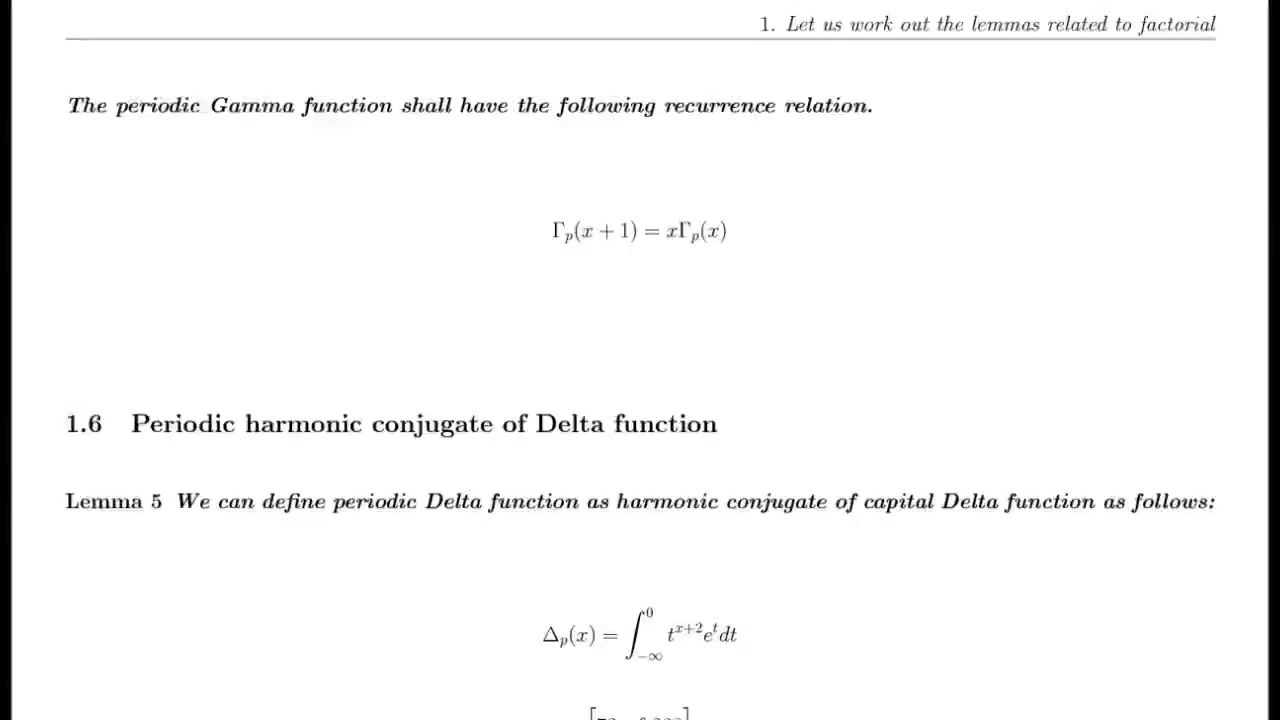 1. Let us work out the lemmas related to factorial
The periodic Gamma function shall have the following recurrence relation.
Γₚ(x + 1) = xΓₚ(x)
1.6 Periodic harmonic conjugate of Delta function
Lemma 5 We can define periodic Delta function as harmonic conjugate of capital Delta function as follows:
Δₚ(x) = ∫_{-∞}^{0} t^{x+2} e^t dt